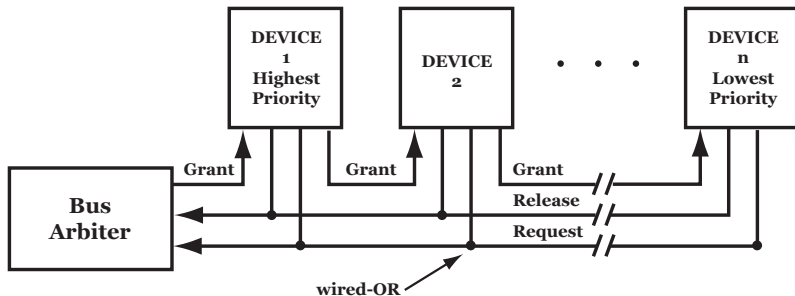 DEVICE
1
Highest
Priority
DEVICE
2
. . .
DEVICE
n
Lowest
Priority
Grant
Grant
Grant
Bus
Arbiter
Release
Request
wired-OR